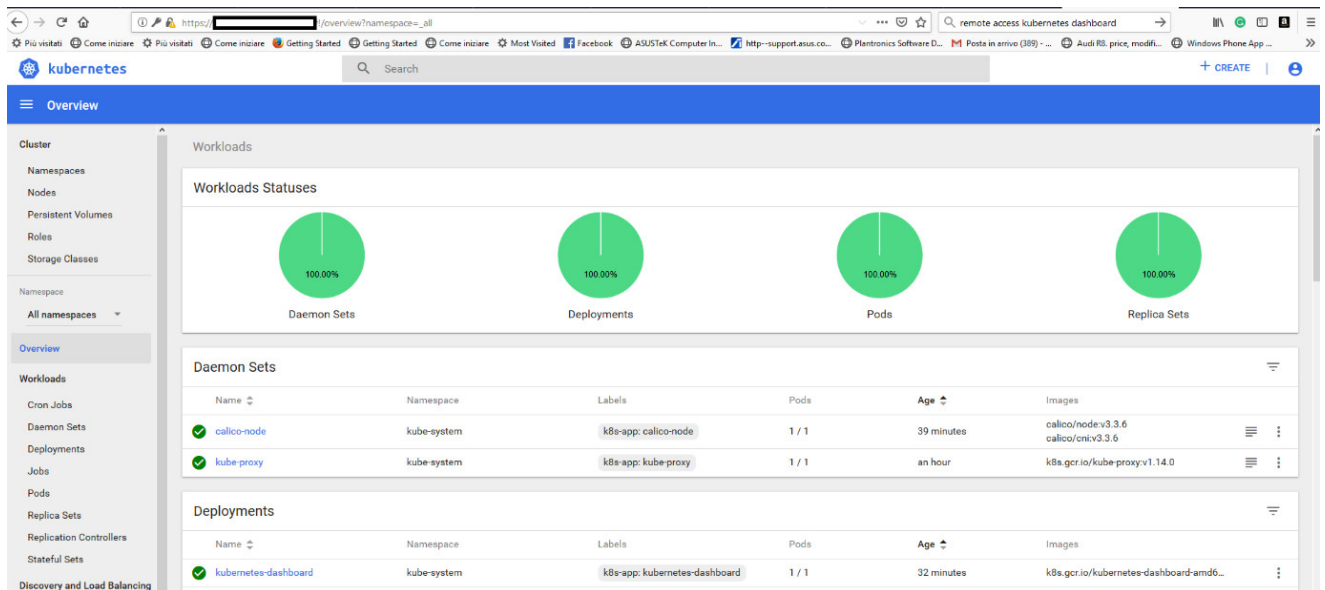 https:// !/overview?namespace=_all
remote access kubernetes dashboard
Più visitati Come iniziare Più visitati Come iniziare Getting Started Getting Started Come iniziare Most Visited Facebook ASUSTeK Computer In... http--support.asus.co... Plantronics Software D... Posta in arrivo (389) - ... Audi R8. price, modifi... Windows Phone App ...
kubernetes
Search
+ CREATE
Overview
Cluster
Namespaces
Nodes
Persistent Volumes
Roles
Storage Classes
Namespace
All namespaces
Overview
Workloads
Cron Jobs
Daemon Sets
Deployments
Jobs
Pods
Replica Sets
Replication Controllers
Stateful Sets
Discovery and Load Balancing
Workloads
Workloads Statuses
100.00% 100.00% 100.00% 100.00%
Daemon Sets Deployments Pods Replica Sets
Daemon Sets
Name Namespace Labels Pods Age Images
calico-node kube-system k8s-app: calico-node 1 / 1 39 minutes calico/node:v3.3.6
calico/cni:v3.3.6
kube-proxy kube-system k8s-app: kube-proxy 1 / 1 an hour k8s.gcr.io/kube-proxy:v1.14.0
Deployments
Name Namespace Labels Pods Age Images
kubernetes-dashboard kube-system k8s-app: kubernetes-dashboard 1 / 1 32 minutes k8s.gcr.io/kubernetes-dashboard-amd6...